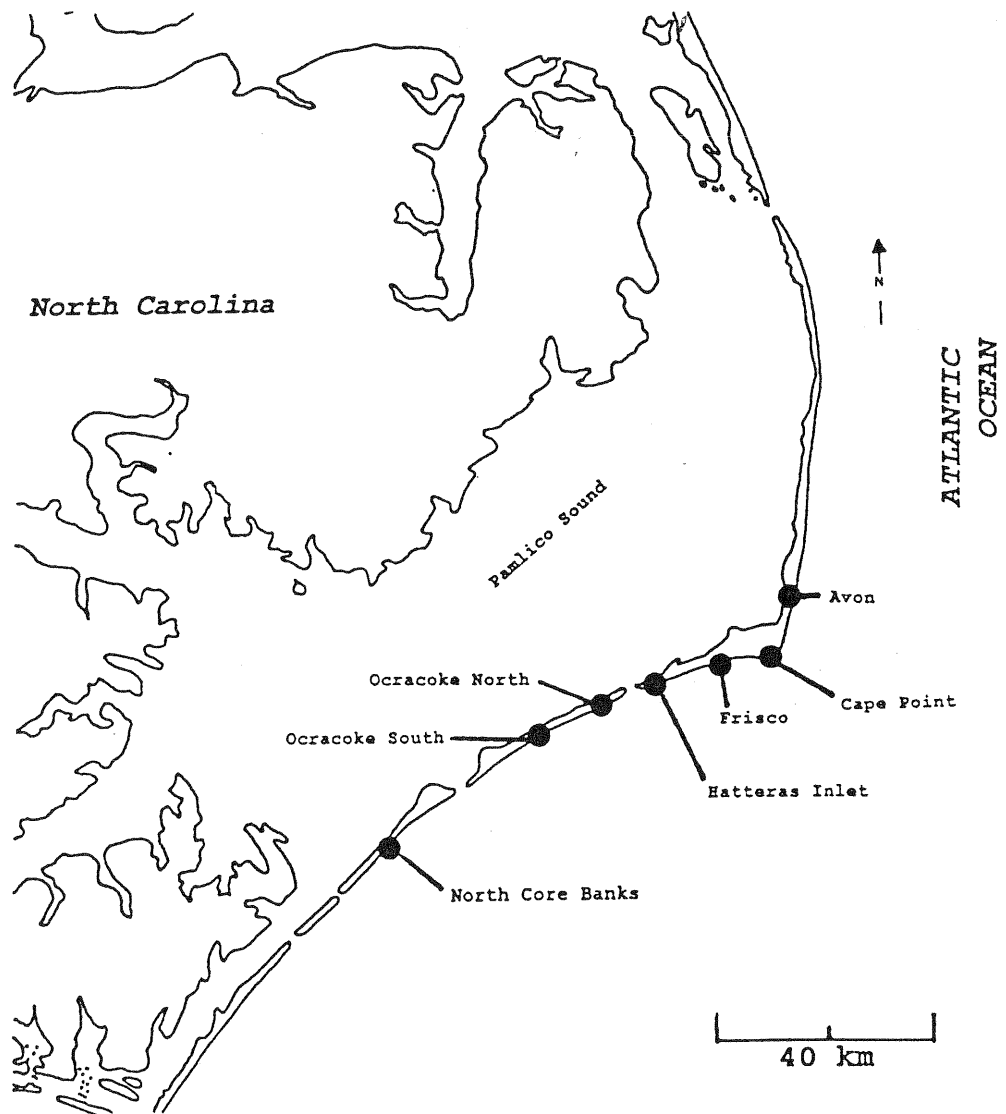 North Carolina
N
ATLANTIC
OCEAN
Pamlico Sound
Avon
Ocracoke North
Cape Point
Frisco
Ocracoke South
Hatteras Inlet
North Core Banks
40 km